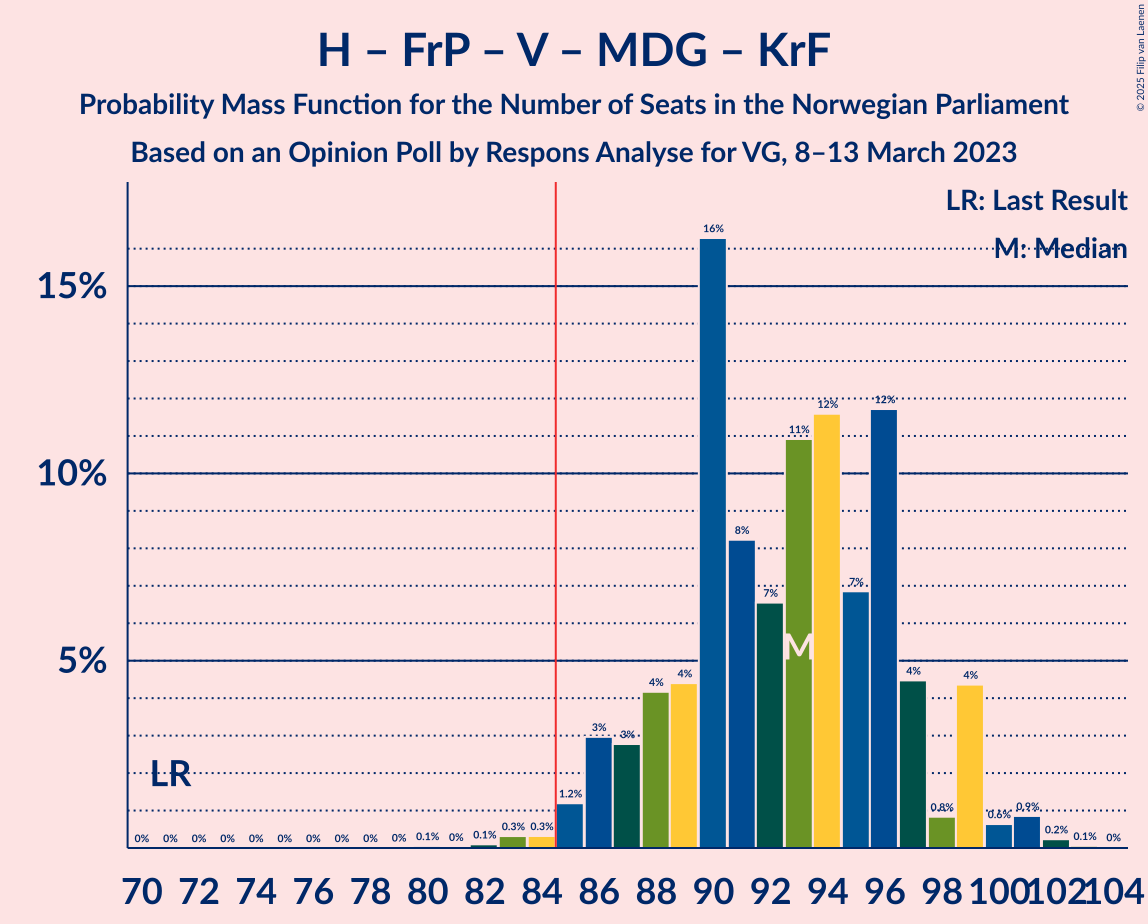 H – FrP – V – MDG – KrF
Probability Mass Function for the Number of Seats in the Norwegian Parliament
Based on an Opinion Poll by Respons Analyse for VG, 8–13 March 2023
© 2025 Filip van Laenen
LR: Last Result
M: Median
15%
10%
5%
16%
12%
12%
11%
8%
7%
7%
M
4%
4%
4%
4%
3%
3%
LR
1.2%
0.8%
0.6%
0.9%
0% 0% 0% 0% 0% 0% 0% 0% 0% 0% 0.1% 0% 0.1% 0.3% 0.3% 0.2% 0.1% 0%
70 72 74 76 78 80 82 84 86 88 90 92 94 96 98 100 102 104